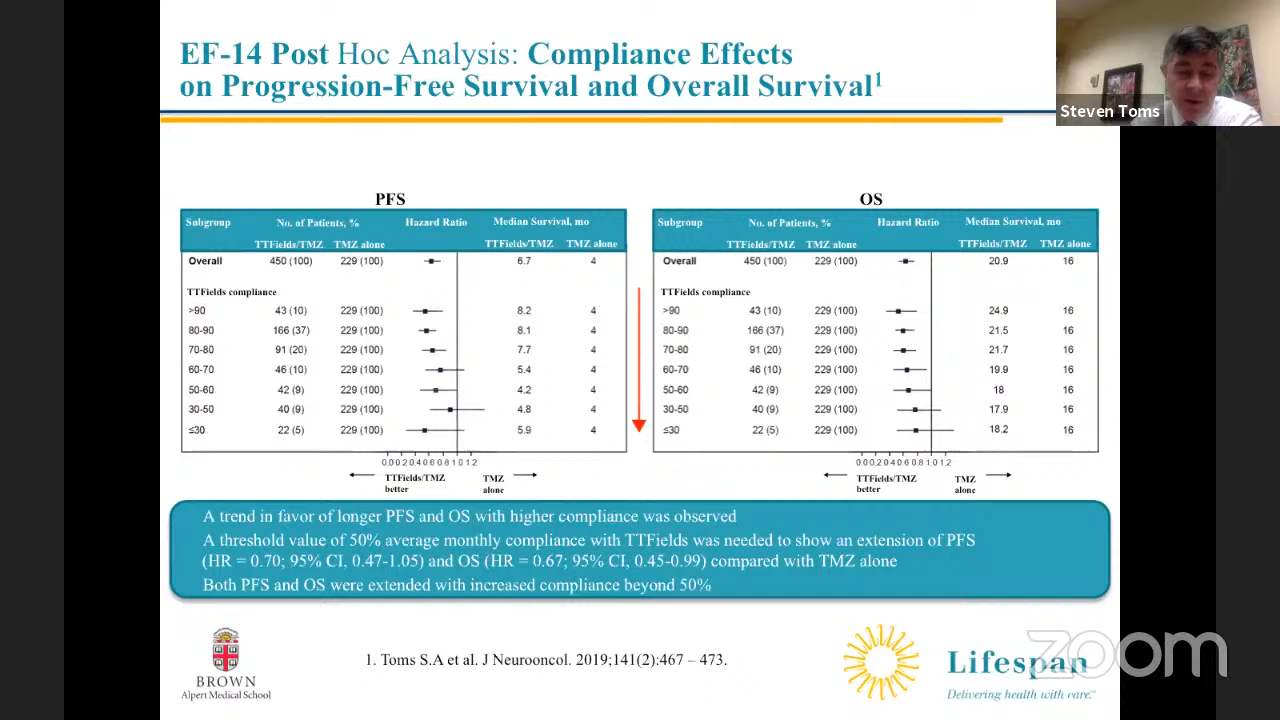 EF-14 Post Hoc Analysis: Compliance Effects
on Progression-Free Survival and Overall Survival1
Steven Toms
PFS
Subgroup No. of Patients, % Hazard Ratio Median Survival, mo
TTFields/TMZ TMZ alone TTFields/TMZ TMZ alone
Overall 450 (100) 229 (100) 6.7 4
TTFields compliance
>90 43 (10) 229 (100) 8.2 4
80-90 166 (37) 229 (100) 8.1 4
70-80 91 (20) 229 (100) 7.7 4
60-70 46 (10) 229 (100) 5.4 4
50-60 42 (9) 229 (100) 4.2 4
30-50 40 (9) 229 (100) 4.8 4
≤30 22 (5) 229 (100) 5.9 4
0.0 0.2 0.4 0.6 0.8 1.0 1.2
TTFields/TMZ TMZ
better alone
OS
Subgroup No. of Patients, % Hazard Ratio Median Survival, mo
TTFields/TMZ TMZ alone TTFields/TMZ TMZ alone
Overall 450 (100) 229 (100) 20.9 16
TTFields compliance
>90 43 (10) 229 (100) 24.9 16
80-90 166 (37) 229 (100) 21.5 16
70-80 91 (20) 229 (100) 21.7 16
60-70 46 (10) 229 (100) 19.9 16
50-60 42 (9) 229 (100) 18 16
30-50 40 (9) 229 (100) 17.9 16
≤30 22 (5) 229 (100) 18.2 16
0.0 0.2 0.4 0.6 0.8 1.0 1.2
TTFields/TMZ TMZ
better alone
A trend in favor of longer PFS and OS with higher compliance was observed
A threshold value of 50% average monthly compliance with TTFields was needed to show an extension of PFS
(HR = 0.70; 95% CI, 0.47-1.05) and OS (HR = 0.67; 95% CI, 0.45-0.99) compared with TMZ alone
Both PFS and OS were extended with increased compliance beyond 50%
BROWN
Alpert Medical School
1. Toms S.A et al. J Neurooncol. 2019;141(2):467 – 473.
Lifespan
Delivering health with care.™
zoom